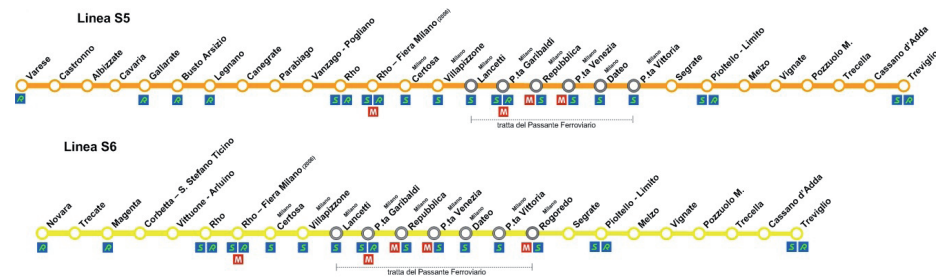 Linea S5
Varese
Castronno
Albizzate
Cavaria
Gallarate
Busto Arsizio
Legnano
Canegrate
Parabiago
Vanzago - Pogliano
Rho
Rho – Fiera Milano (2006)
Milano Certosa
Milano Villapizzone
Milano Lancetti
Milano P.ta Garibaldi
Milano Repubblica
Milano P.ta Venezia
Milano Dateo
Milano P.ta Vittoria
Segrate
Pioltello - Limito
Melzo
Vignate
Pozzuolo M.
Trecella
Cassano d'Adda
Treviglio
R R R R S R S R S S S S R M S M S S S S R S R
M M
tratta del Passante Ferroviario
Linea S6
Novara
Trecate
Magenta
Corbetta – S. Stefano Ticino
Vittuone - Arluino
Rho
Rho – Fiera Milano (2006)
Milano Certosa
Milano Villapizzone
Milano Lancetti
Milano P.ta Garibaldi
Milano Repubblica
Milano P.ta Venezia
Milano Dateo
Milano P.ta Vittoria
Milano Rogoredo
Segrate
Pioltello - Limito
Melzo
Vignate
Pozzuolo M.
Trecella
Cassano d'Adda
Treviglio
R R S R S R S S S S R M S M S S S M S S R S R
M M
tratta del Passante Ferroviario